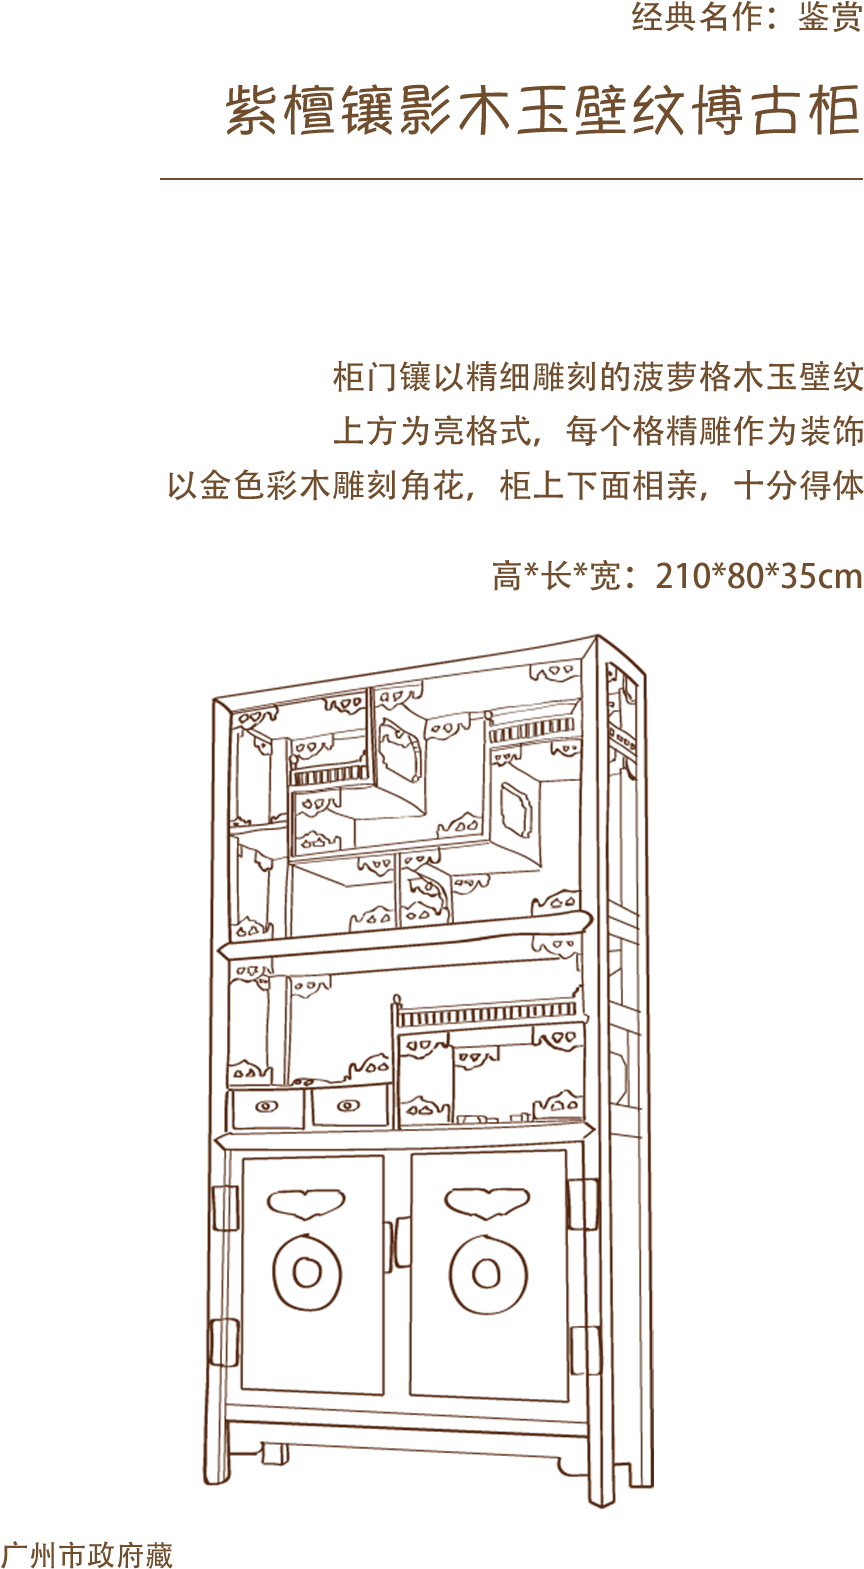 经典名作：鉴赏
紫檀镶影木玉壁纹博古柜
柜门镶以精细雕刻的菠萝格木玉壁纹
上方为亮格式，每个格精雕作为装饰
以金色彩木雕刻角花，柜上下面相亲，十分得体
高*长*宽：210*80*35cm
广州市政府藏